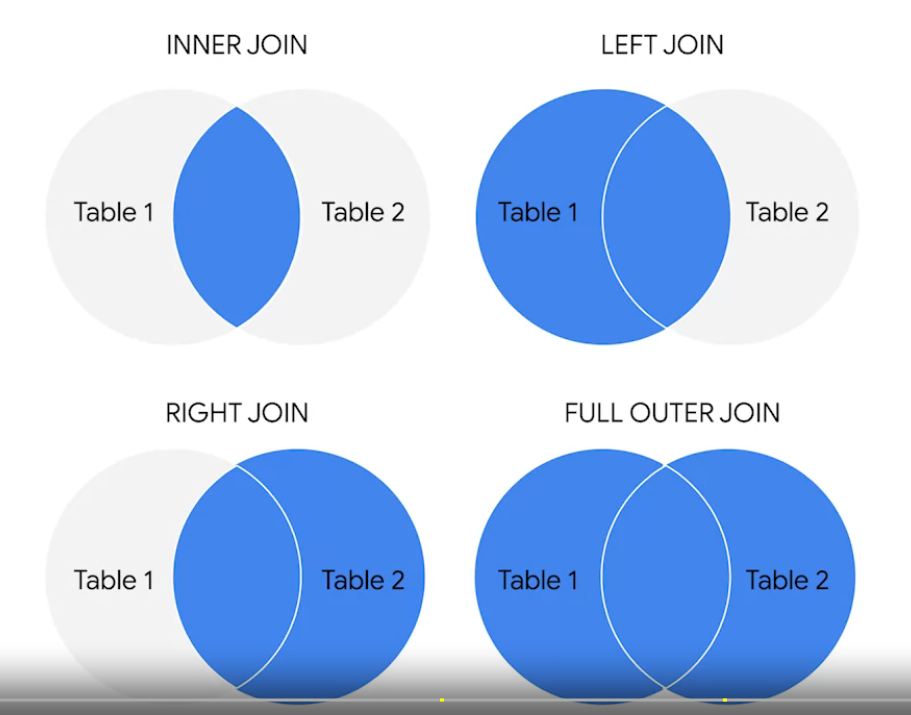 INNER JOIN
LEFT JOIN
Table 1
Table 2
Table 1
Table 2
RIGHT JOIN
FULL OUTER JOIN
Table 1
Table 2
Table 1
Table 2